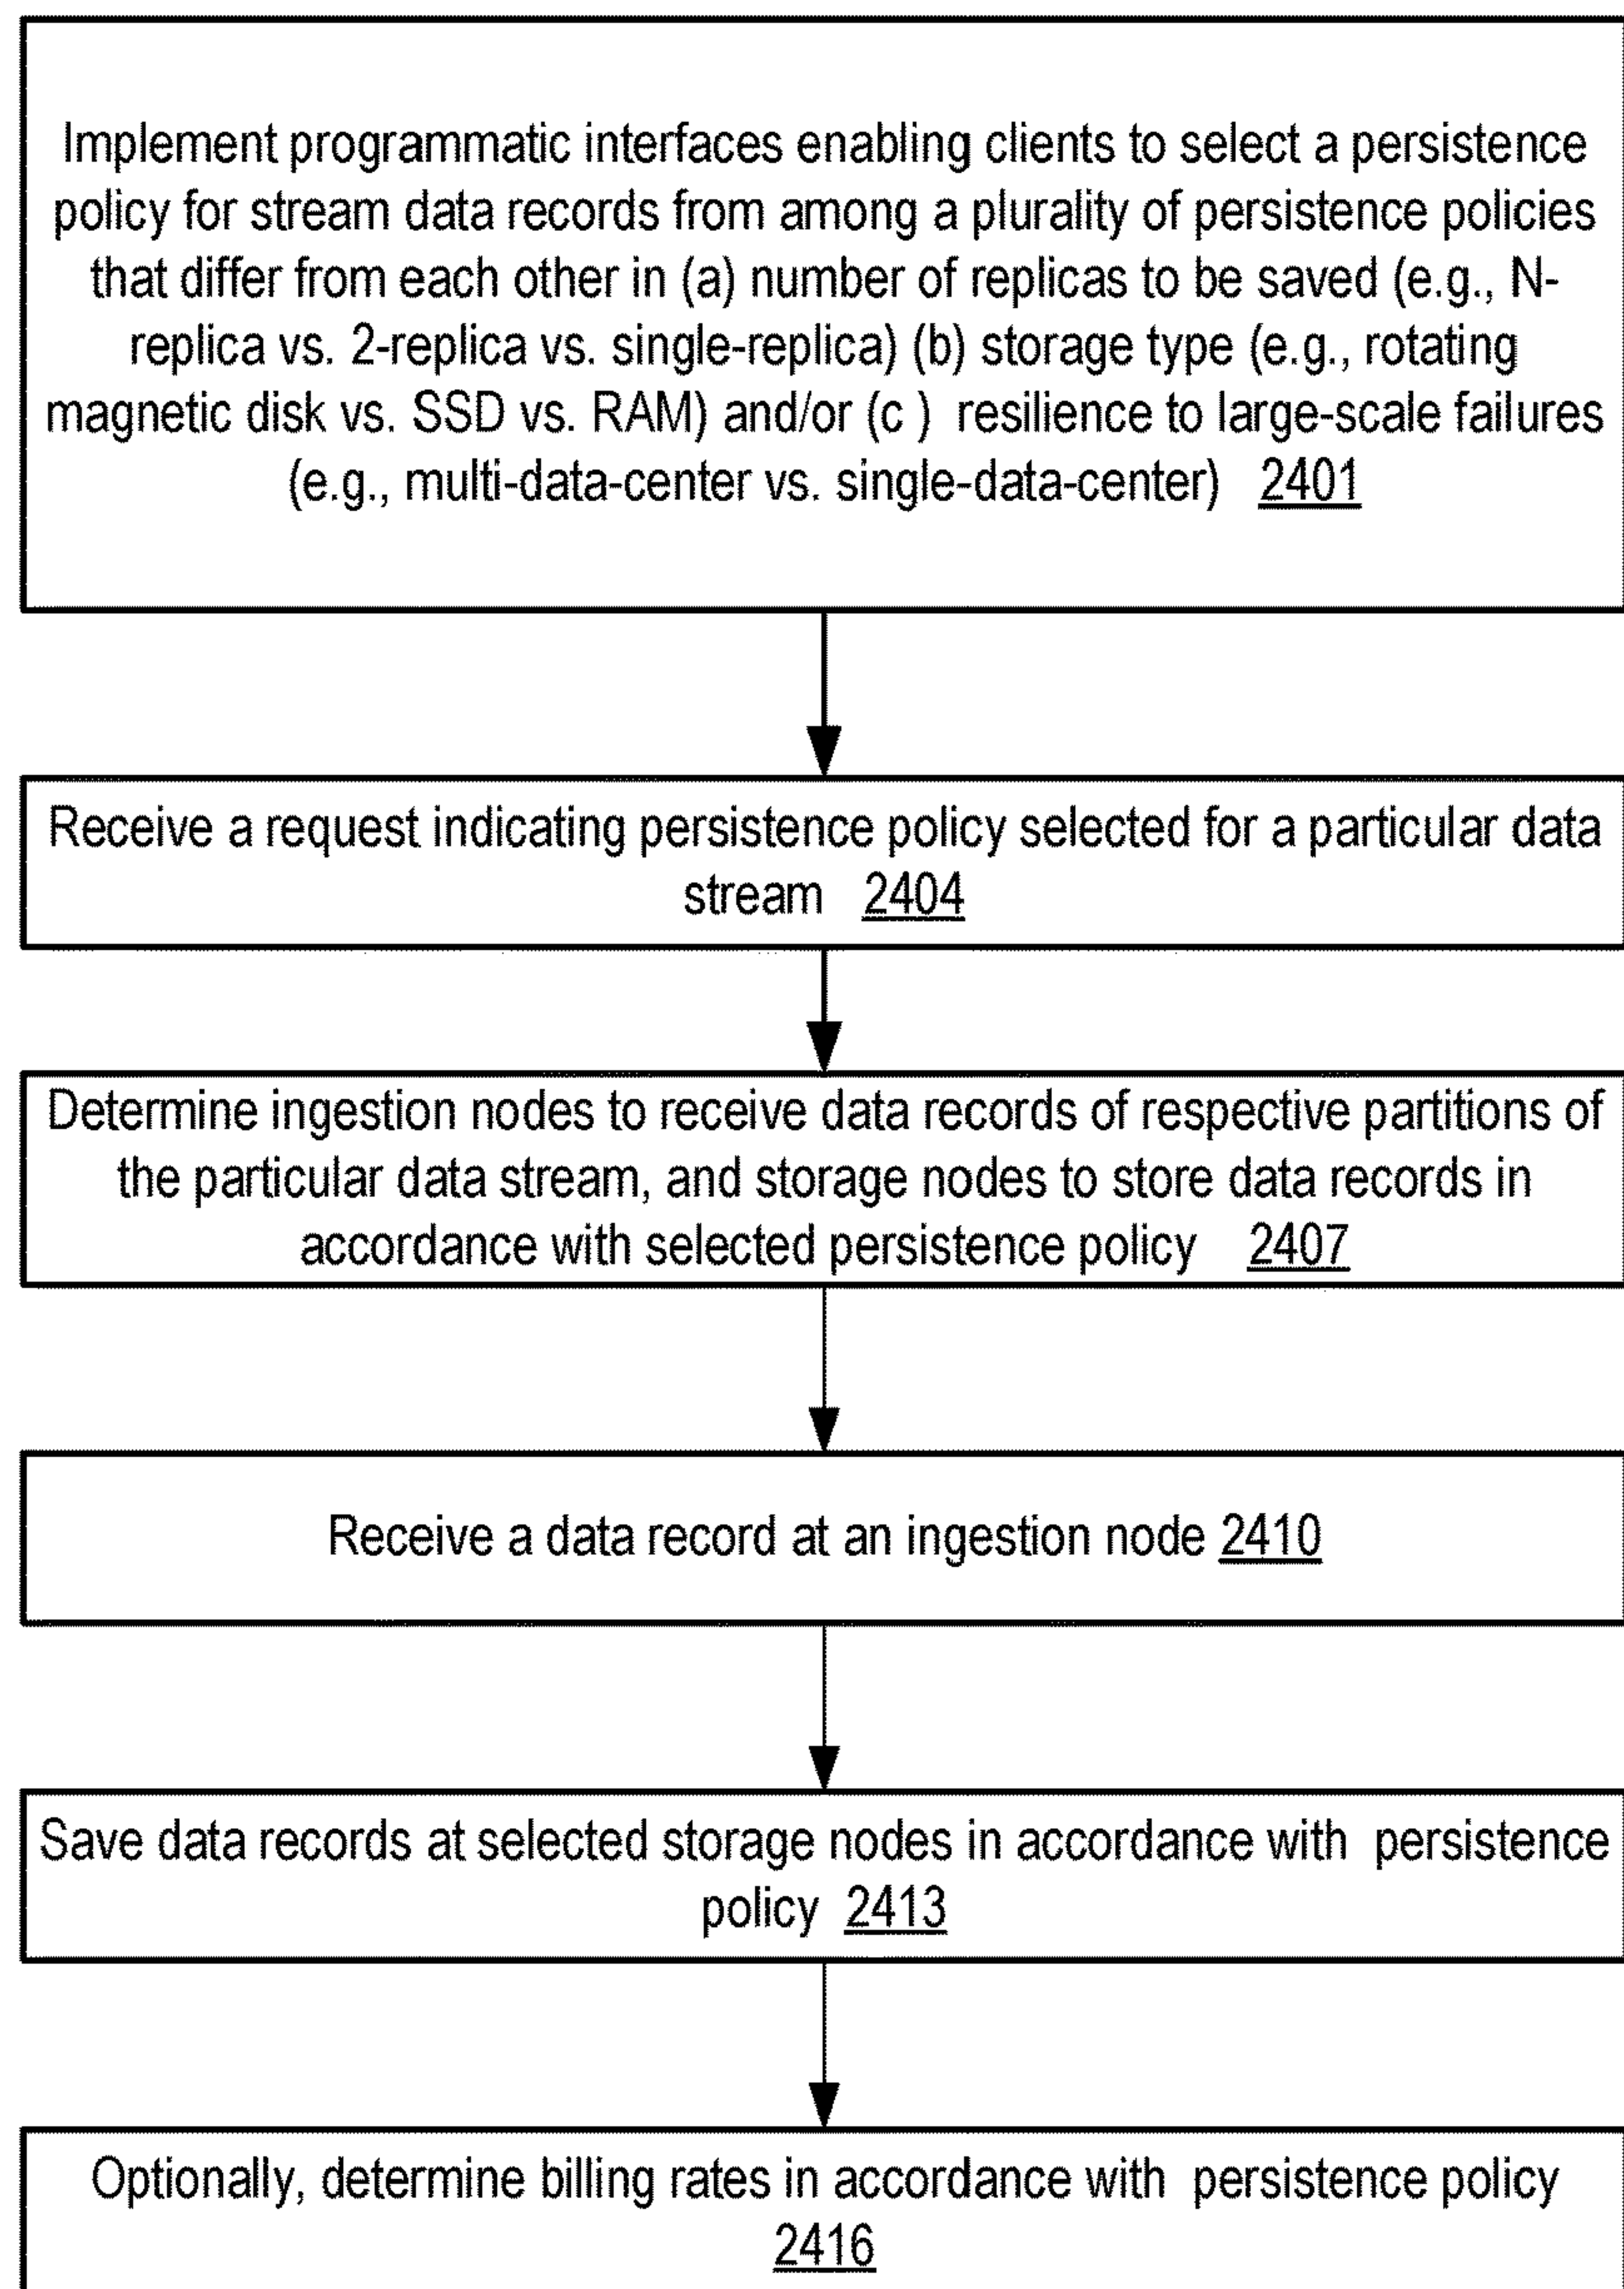 Implement programmatic interfaces enabling clients to select a persistence
policy for stream data records from among a plurality of persistence policies
that differ from each other in (a) number of replicas to be saved (e.g., N-
replica vs. 2-replica vs. single-replica) (b) storage type (e.g., rotating
magnetic disk vs. SSD vs. RAM) and/or (c ) resilience to large-scale failures
(e.g., multi-data-center vs. single-data-center) 2401
Receive a request indicating persistence policy selected for a particular data
stream 2404
Determine ingestion nodes to receive data records of respective partitions of
the particular data stream, and storage nodes to store data records in
accordance with selected persistence policy 2407
Receive a data record at an ingestion node 2410
Save data records at selected storage nodes in accordance with persistence
policy 2413
Optionally, determine billing rates in accordance with persistence policy
2416